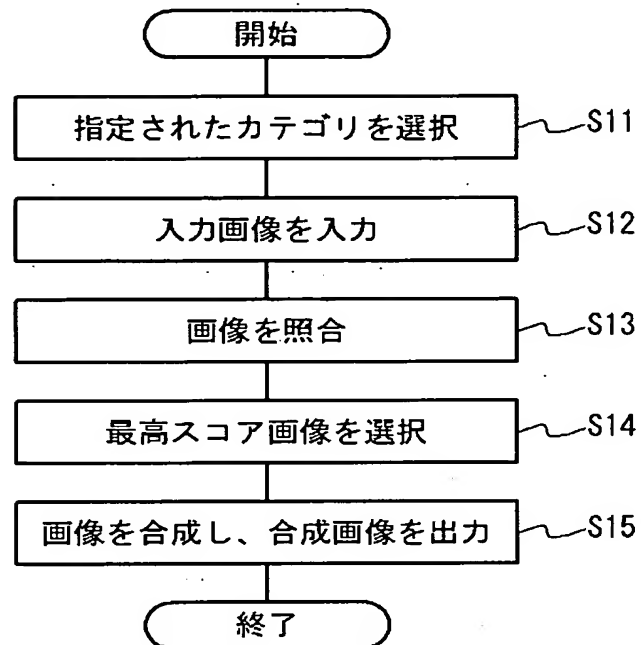 開始
指定されたカテゴリを選択 S11
入力画像を入力 S12
画像を照合 S13
最高スコア画像を選択 S14
画像を合成し、合成画像を出力 S15
終了